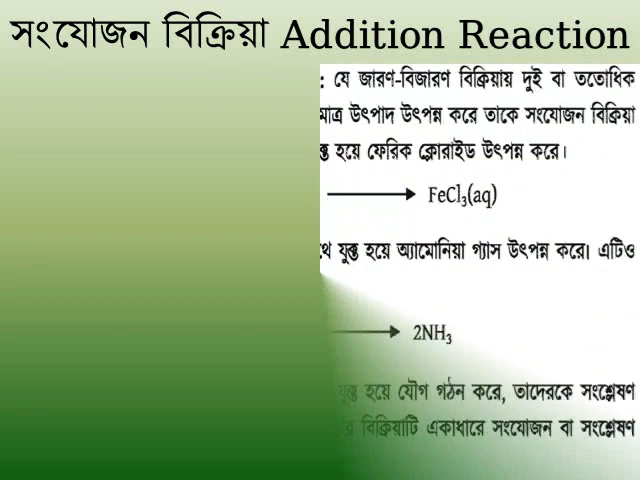 সংযোজন বিক্রিয়া Addition Reaction
: যে জারণ-বিজারণ বিক্রিয়ায় দুই বা ততোধিক
মাত্র উৎপাদ উৎপন্ন করে তাকে সংযোজন বিক্রিয়া
হয়ে ফেরিক ক্লোরাইড উৎপন্ন করে।
→ FeCl₃(aq)
যুক্ত হয়ে অ্যামোনিয়া গ্যাস উৎপন্ন করে। এটিও
→ 2NH₃
যুক্ত হয়ে যৌগ গঠন করে, তাদেরকে সংশ্লেষণ
বিক্রিয়াটি একাধারে সংযোজন বা সংশ্লেষণ